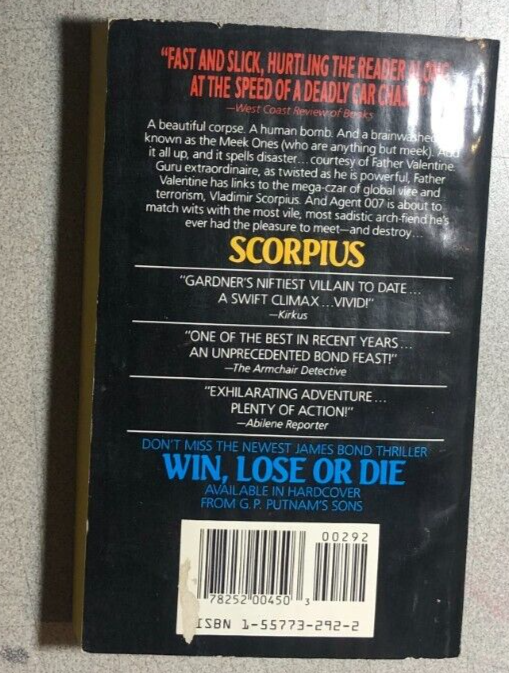 "FAST AND SLICK, HURTLING THE READER ALONG
AT THE SPEED OF A DEADLY CAR CHASE"
—West Coast Review of Books
A beautiful corpse. A human bomb. And a brainwashed
known as the Meek Ones (who are anything but meek). Add
it all up, and it spells disaster...courtesy of Father Valentine.
Guru extraordinaire, as twisted as he is powerful, Father
Valentine has links to the mega-czar of global vice and
terrorism, Vladimir Scorpius. And Agent 007 is about to
match wits with the most vile, most sadistic arch-fiend he's
ever had the pleasure to meet—and destroy...
SCORPIUS
"GARDNER'S NIFTIEST VILLAIN TO DATE...
A SWIFT CLIMAX...VIVID!"
—Kirkus
"ONE OF THE BEST IN RECENT YEARS...
AN UNPRECEDENTED BOND FEAST!"
—The Armchair Detective
"EXHILARATING ADVENTURE...
PLENTY OF ACTION!"
—Abilene Reporter
DON'T MISS THE NEWEST JAMES BOND THRILLER
WIN, LOSE OR DIE
AVAILABLE IN HARDCOVER
FROM G.P. PUTNAM'S SONS
00292
78252 00450 3
ISBN 1-55773-292-2